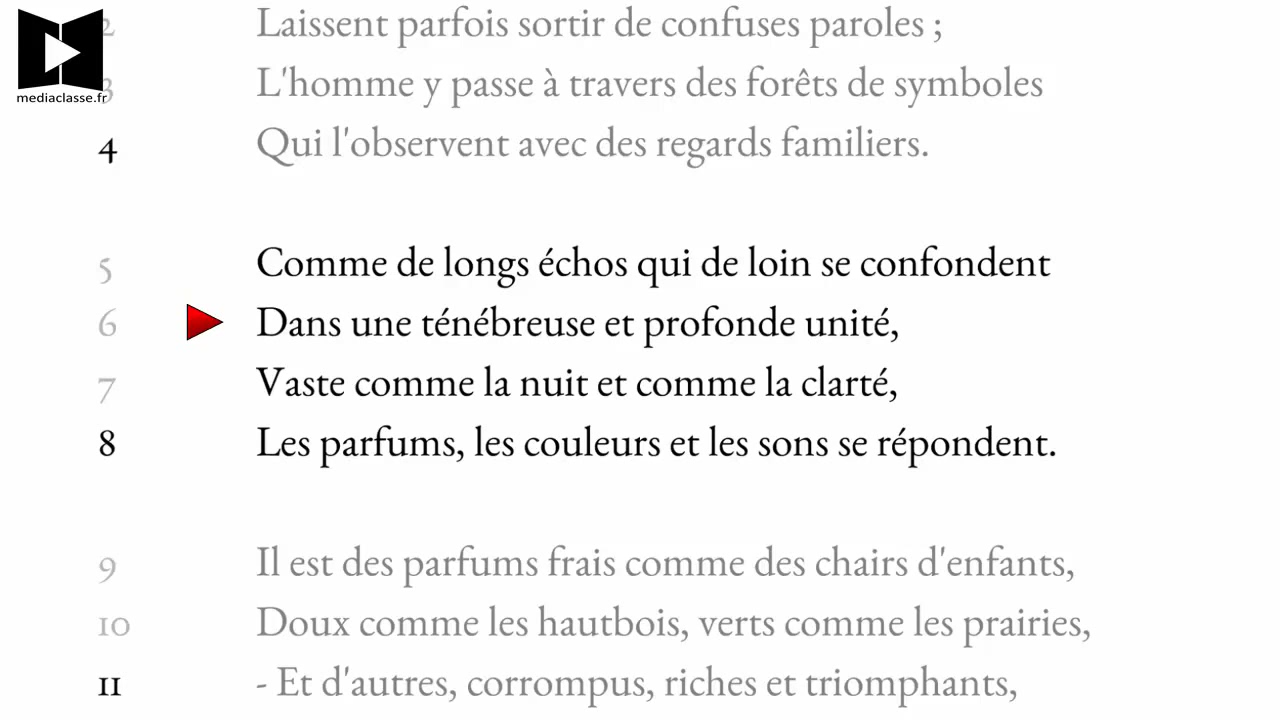 mediaclasse.fr
2 Laissent parfois sortir de confuses paroles ;
3 L'homme y passe à travers des forêts de symboles
4 Qui l'observent avec des regards familiers.
5 Comme de longs échos qui de loin se confondent
6 Dans une ténébreuse et profonde unité,
7 Vaste comme la nuit et comme la clarté,
8 Les parfums, les couleurs et les sons se répondent.
9 Il est des parfums frais comme des chairs d'enfants,
10 Doux comme les hautbois, verts comme les prairies,
11 - Et d'autres, corrompus, riches et triomphants,